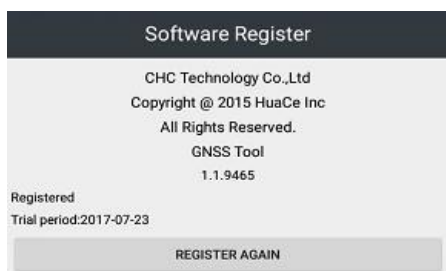 Software Register
CHC Technology Co.,Ltd
Copyright @ 2015 HuaCe Inc
All Rights Reserved.
GNSS Tool
1.1.9465
Registered
Trial period:2017-07-23
REGISTER AGAIN